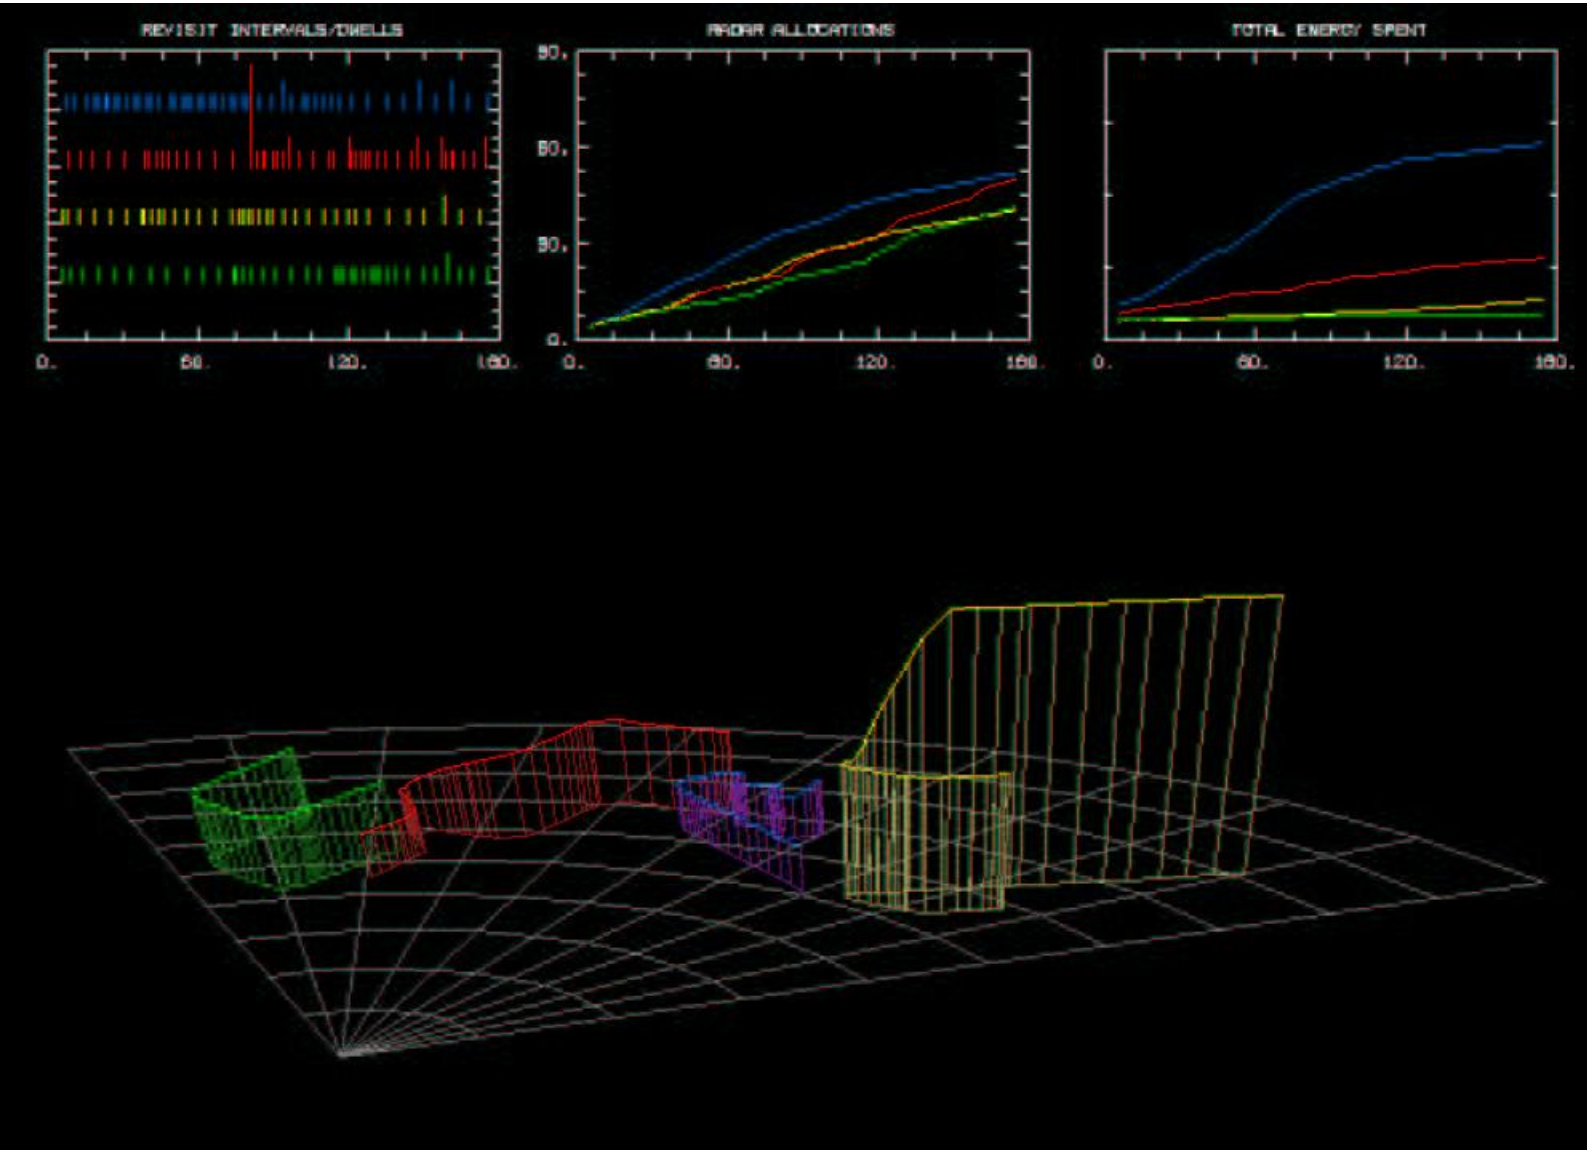 REVISIT INTERVALS/DWELLS
RADAR ALLOCATIONS
TOTAL ENERGY SPENT
90.
60.
30.
0.
0. 60. 120. 180.
0. 60. 120. 180.
0. 60. 120. 180.